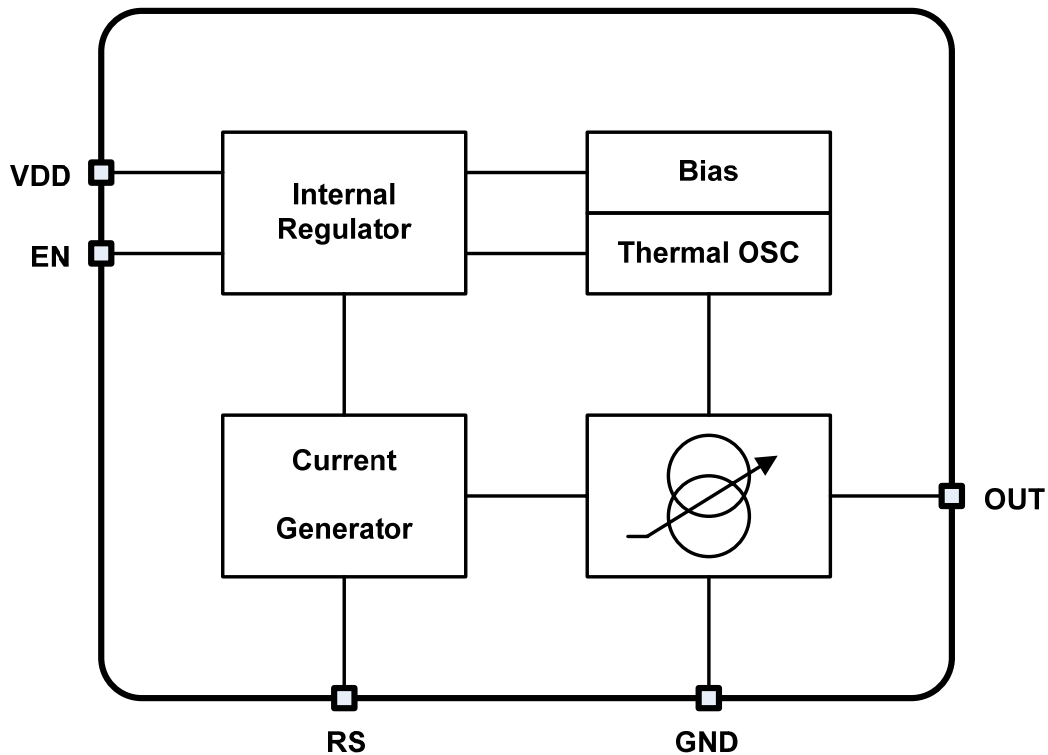 VDD
EN
Internal
Regulator
Bias
Thermal OSC
Current
Generator
OUT
RS
GND